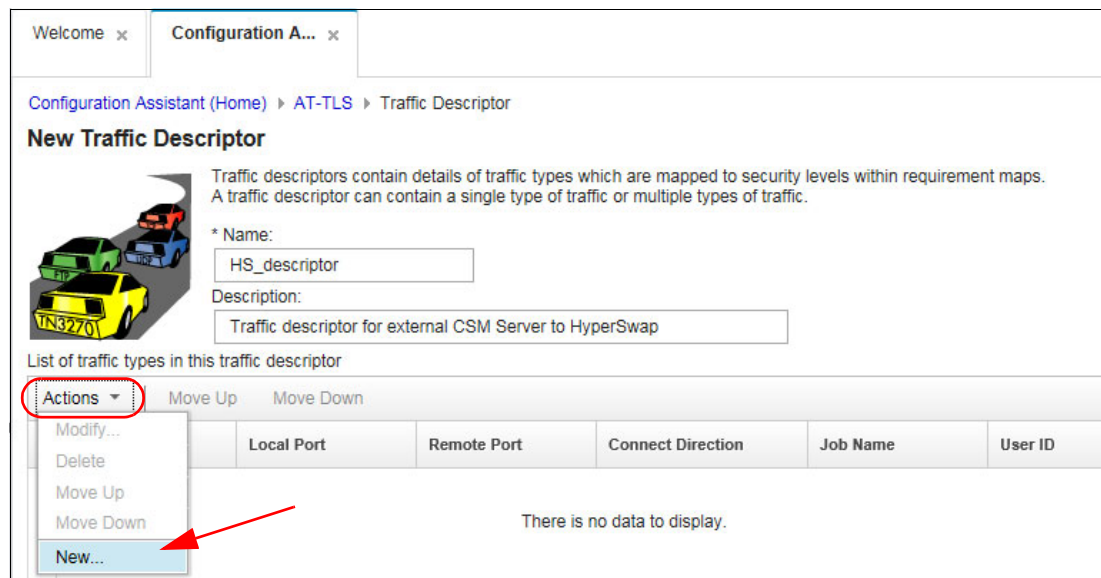 Welcome x
Configuration A... x
Configuration Assistant (Home) ▸ AT-TLS ▸ Traffic Descriptor
New Traffic Descriptor
Traffic descriptors contain details of traffic types which are mapped to security levels within requirement maps.
A traffic descriptor can contain a single type of traffic or multiple types of traffic.
* Name:
HS_descriptor
Description:
Traffic descriptor for external CSM Server to HyperSwap
FTP
TN3270
List of traffic types in this traffic descriptor
Actions Move Up Move Down
Local Port Remote Port Connect Direction Job Name User ID
Modify...
Delete
Move Up
Move Down
New...
There is no data to display.